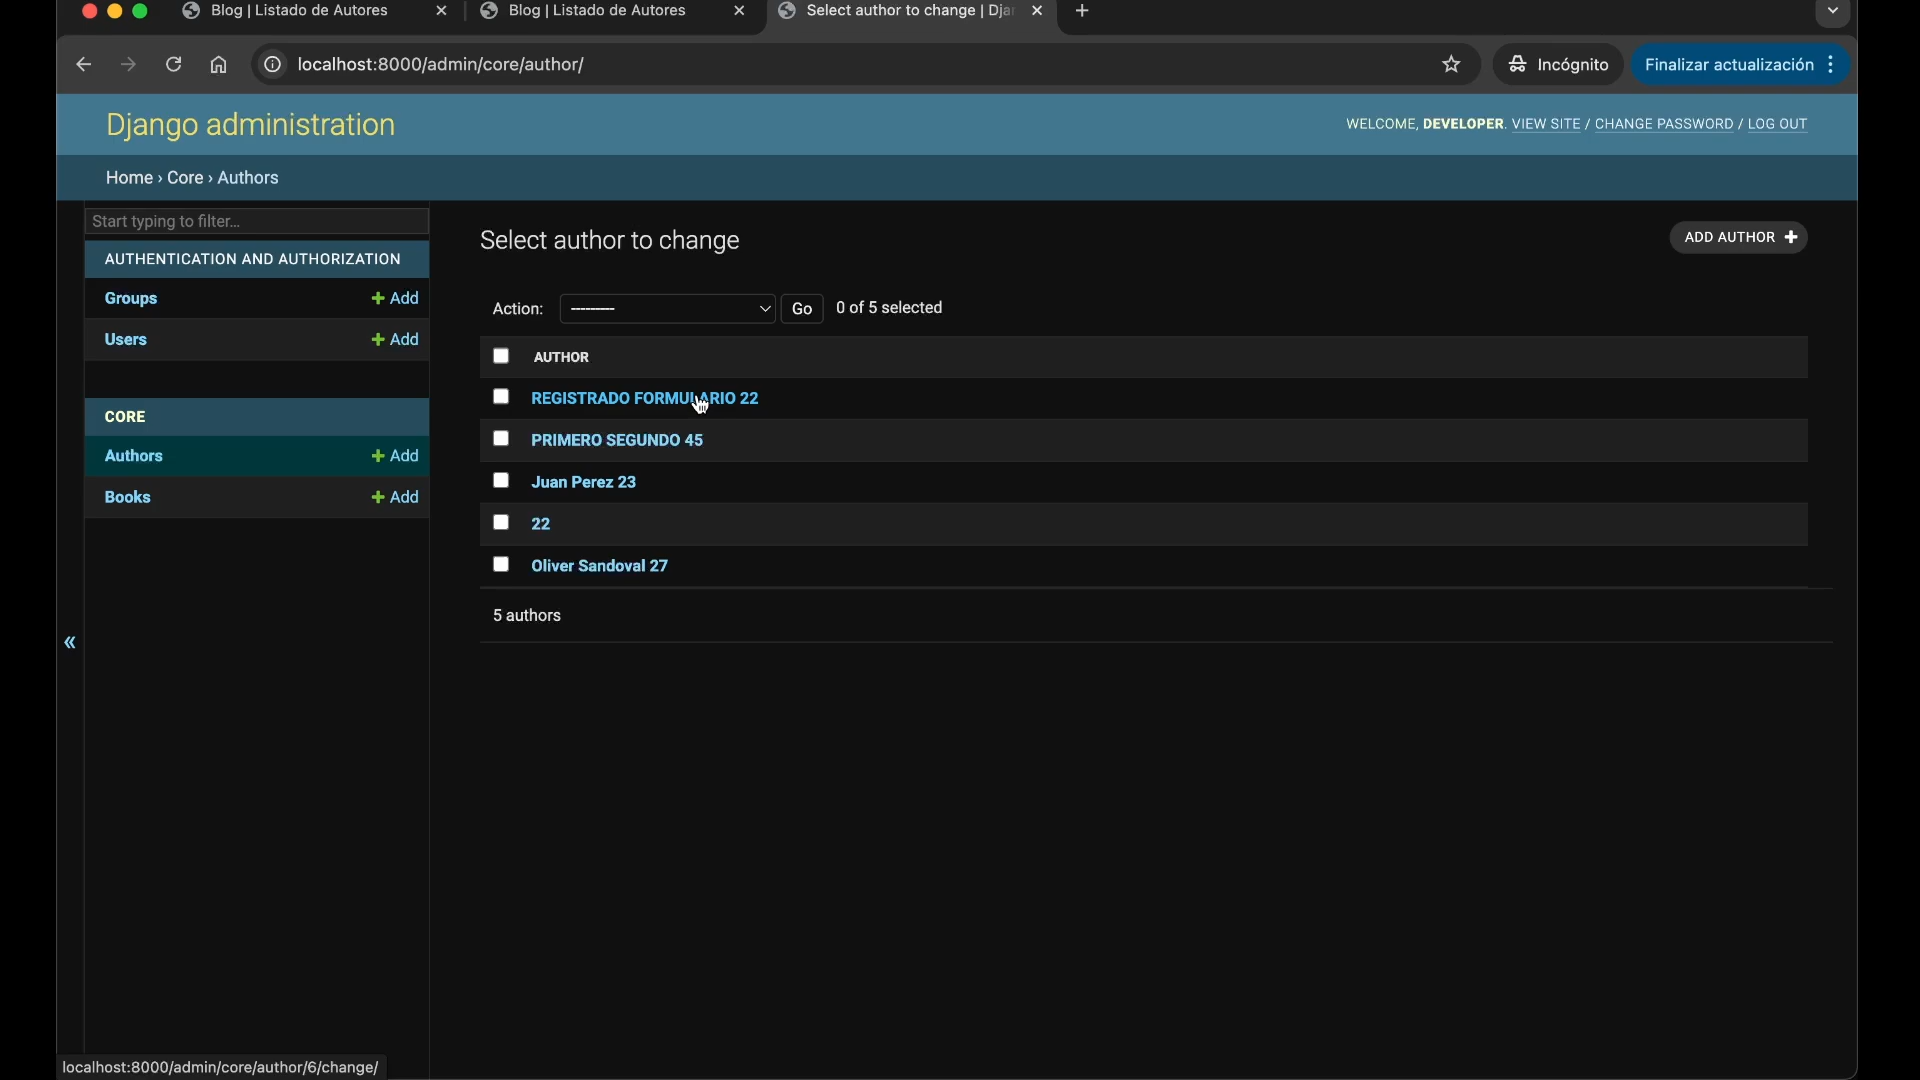 Blog | Listado de Autores
Blog | Listado de Autores
Select author to change | Dja
localhost:8000/admin/core/author/
Incógnito
Finalizar actualización
Django administration
WELCOME, DEVELOPER. VIEW SITE / CHANGE PASSWORD / LOG OUT
Home › Core › Authors
Start typing to filter...
AUTHENTICATION AND AUTHORIZATION
Groups + Add
Users + Add
CORE
Authors + Add
Books + Add
«
Select author to change
ADD AUTHOR +
Action: --------- Go 0 of 5 selected
AUTHOR
REGISTRADO FORMULARIO 22
PRIMERO SEGUNDO 45
Juan Perez 23
22
Oliver Sandoval 27
5 authors
localhost:8000/admin/core/author/6/change/